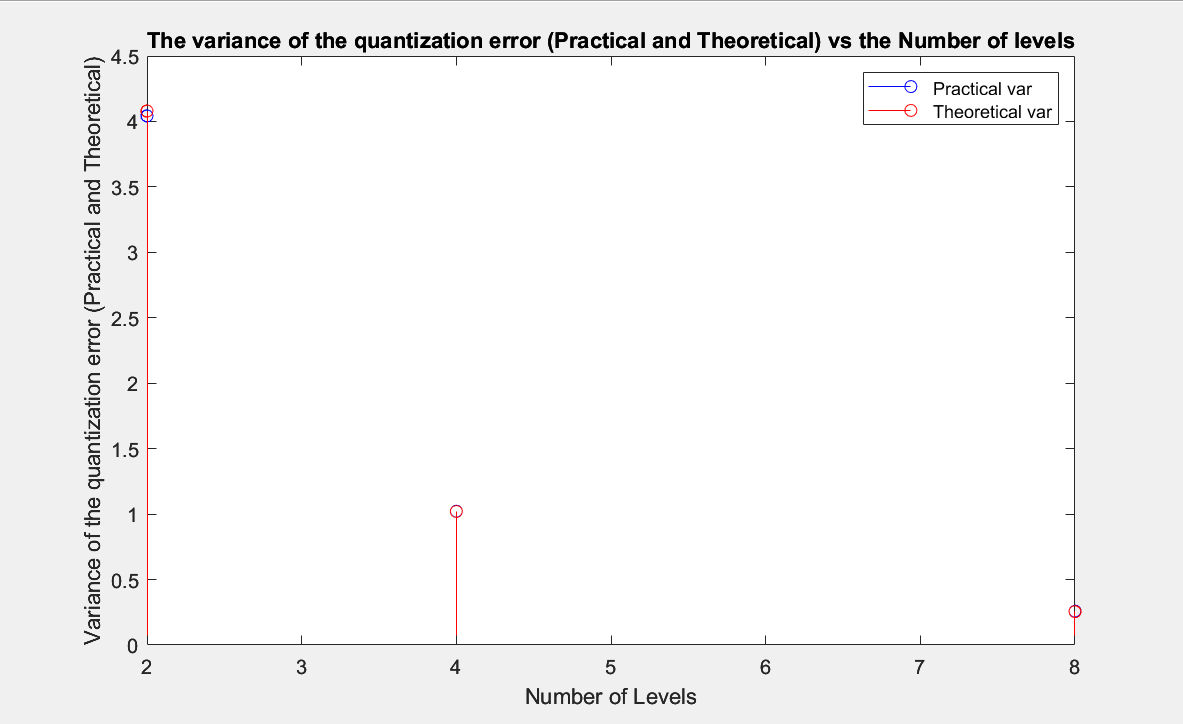 The variance of the quantization error (Practical and Theoretical) vs the Number of levels
Practical var
Theoretical var
Variance of the quantization error (Practical and Theoretical)
4.5
4
3.5
3
2.5
2
1.5
1
0.5
0
2 3 4 5 6 7 8
Number of Levels